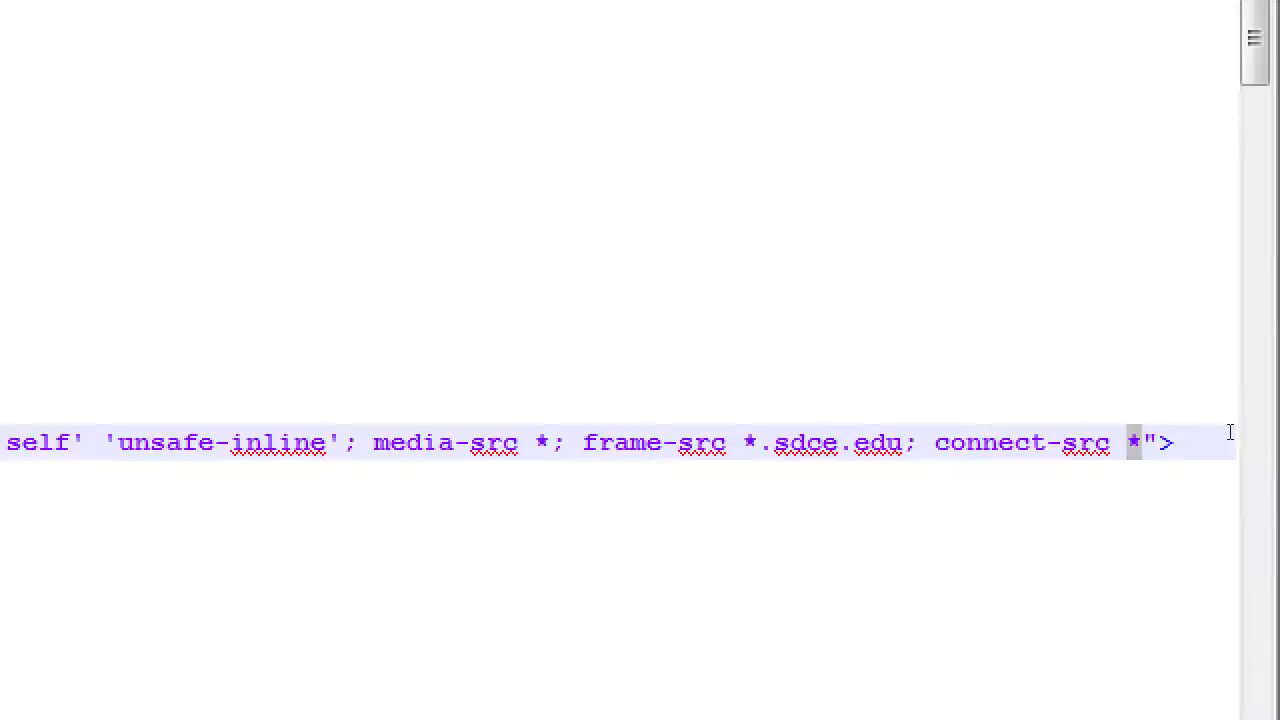 self' 'unsafe-inline'; media-src *; frame-src *.sdce.edu; connect-src *">